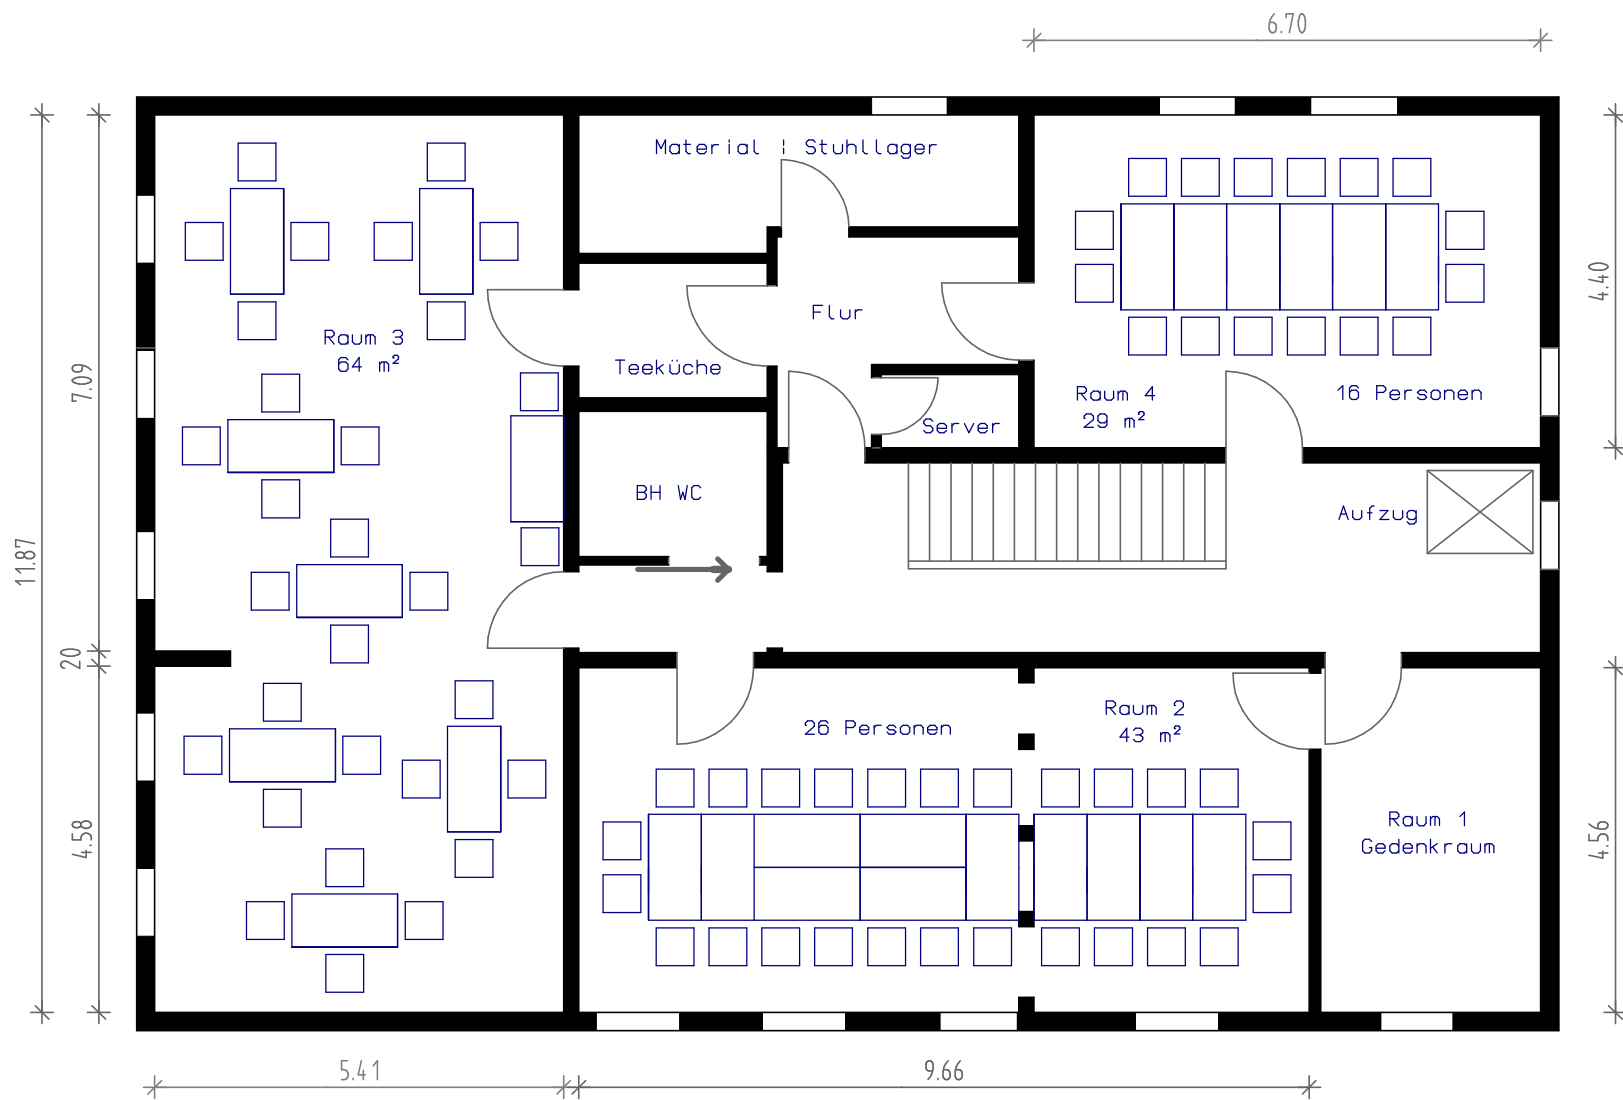 6.70
Material ¦ Stuhllager
Flur
Raum 3
64 m²
Teeküche
Raum 4
29 m²
16 Personen
Server
BH WC
Aufzug
4.40
7.09
11.87
20
26 Personen
Raum 2
43 m²
Raum 1
Gedenkraum
4.58
4.56
5.41
9.66